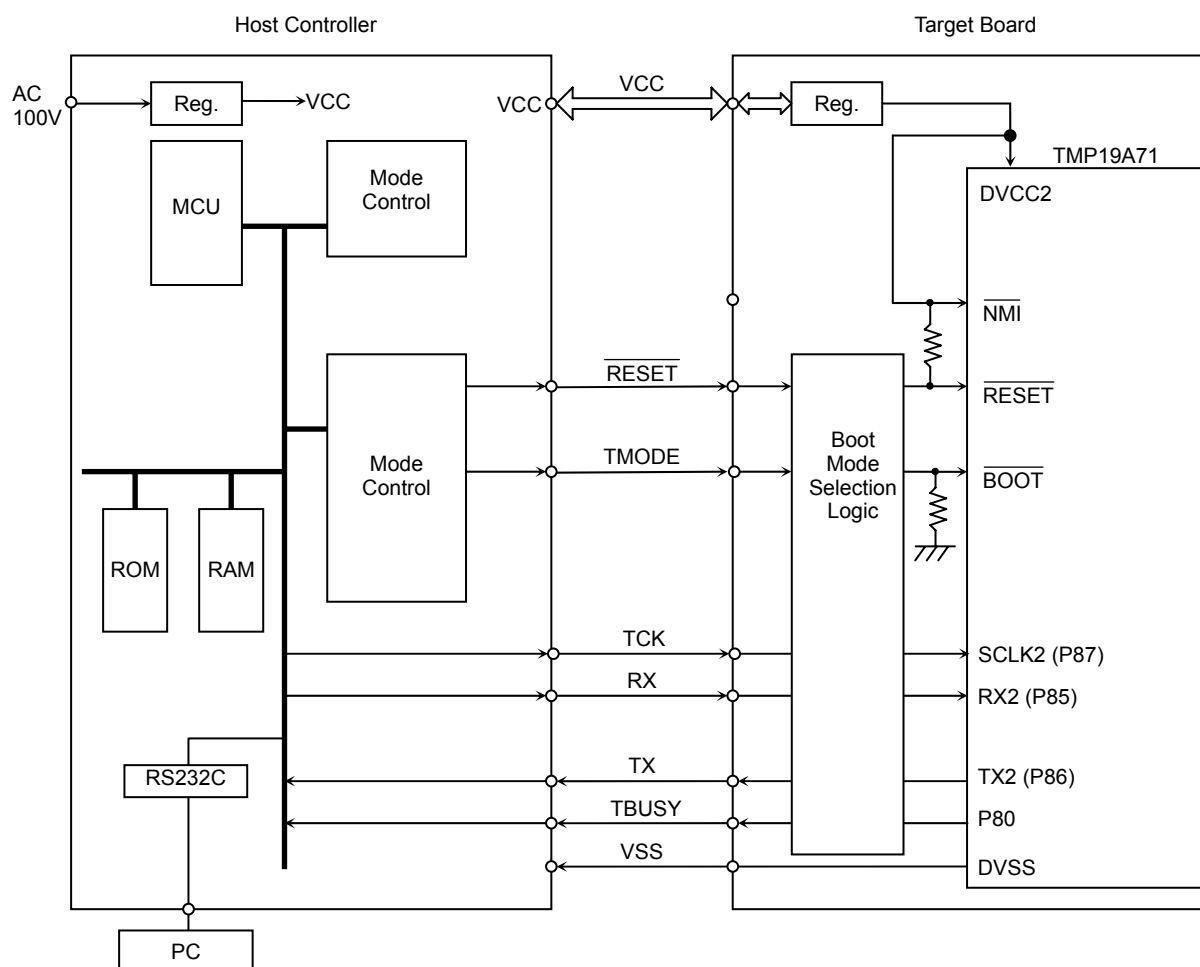 Host Controller
Target Board
AC
100V
Reg.
VCC
VCC
VCC
Reg.
TMP19A71
MCU
Mode
Control
DVCC2
NMI
RESET
RESET
Mode
Control
TMODE
Boot
Mode
Selection
Logic
BOOT
ROM
RAM
TCK
SCLK2 (P87)
RX
RX2 (P85)
RS232C
TX
TX2 (P86)
TBUSY
P80
VSS
DVSS
PC